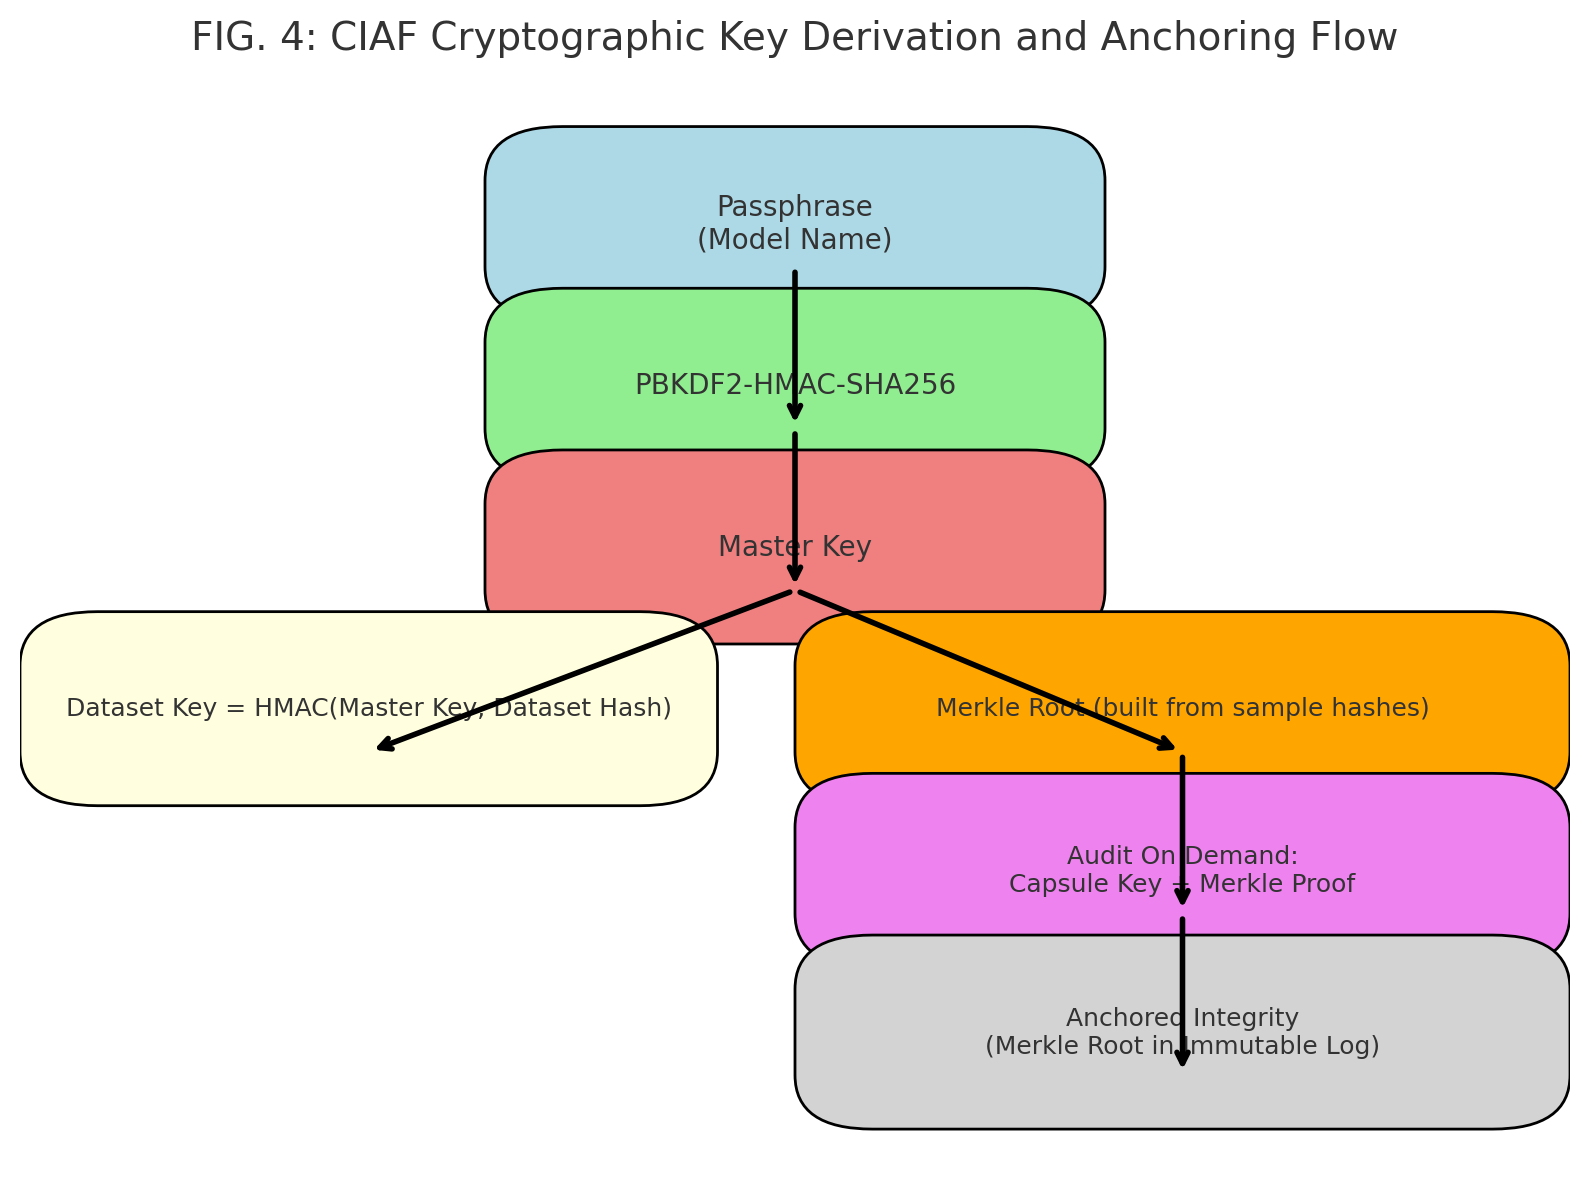 FIG. 4: CIAF Cryptographic Key Derivation and Anchoring Flow
Passphrase
(Model Name)
PBKDF2-HMAC-SHA256
Master Key
Dataset Key = HMAC(Master Key, Dataset Hash)
Merkle Root (built from sample hashes)
Audit On Demand:
Capsule Key + Merkle Proof
Anchored Integrity
(Merkle Root in Immutable Log)